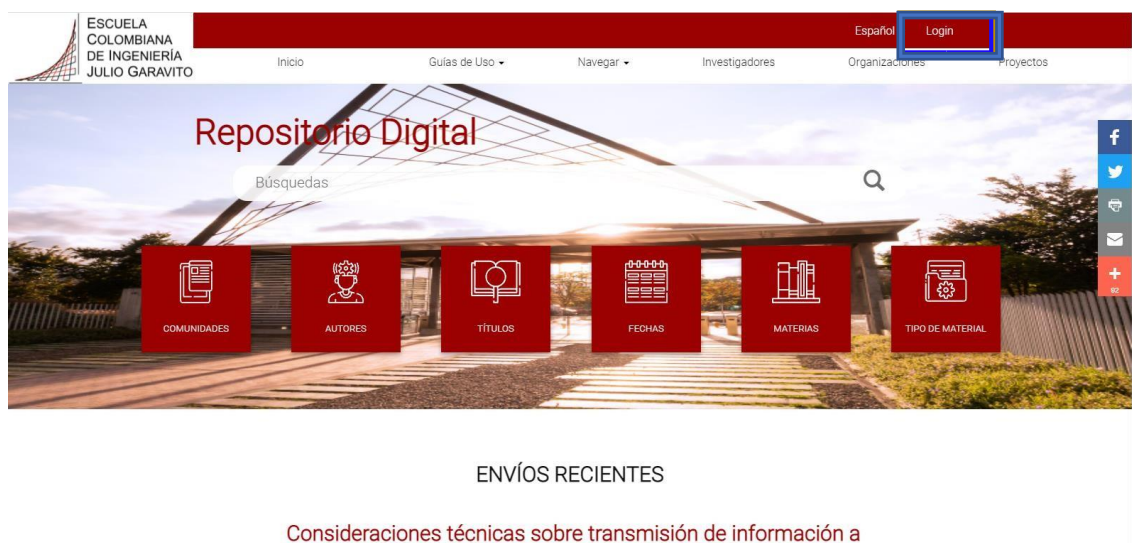 ESCUELA
COLOMBIANA
DE INGENIERÍA
JULIO GARAVITO
Español Login
Inicio Guías de Uso Navegar Investigadores Organizaciones Proyectos
Repositorio Digital
Búsquedas
COMUNIDADES AUTORES TÍTULOS FECHAS MATERIAS TIPO DE MATERIAL
92
ENVÍOS RECIENTES
Consideraciones técnicas sobre transmisión de información a